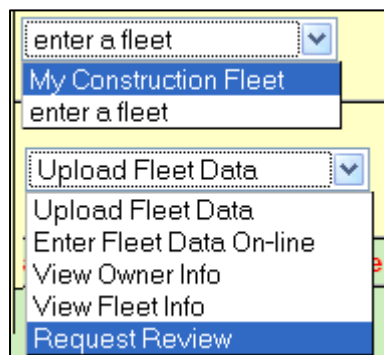 enter a fleet
My Construction Fleet
enter a fleet
Upload Fleet Data
Upload Fleet Data
Enter Fleet Data On-line
View Owner Info
View Fleet Info
Request Review